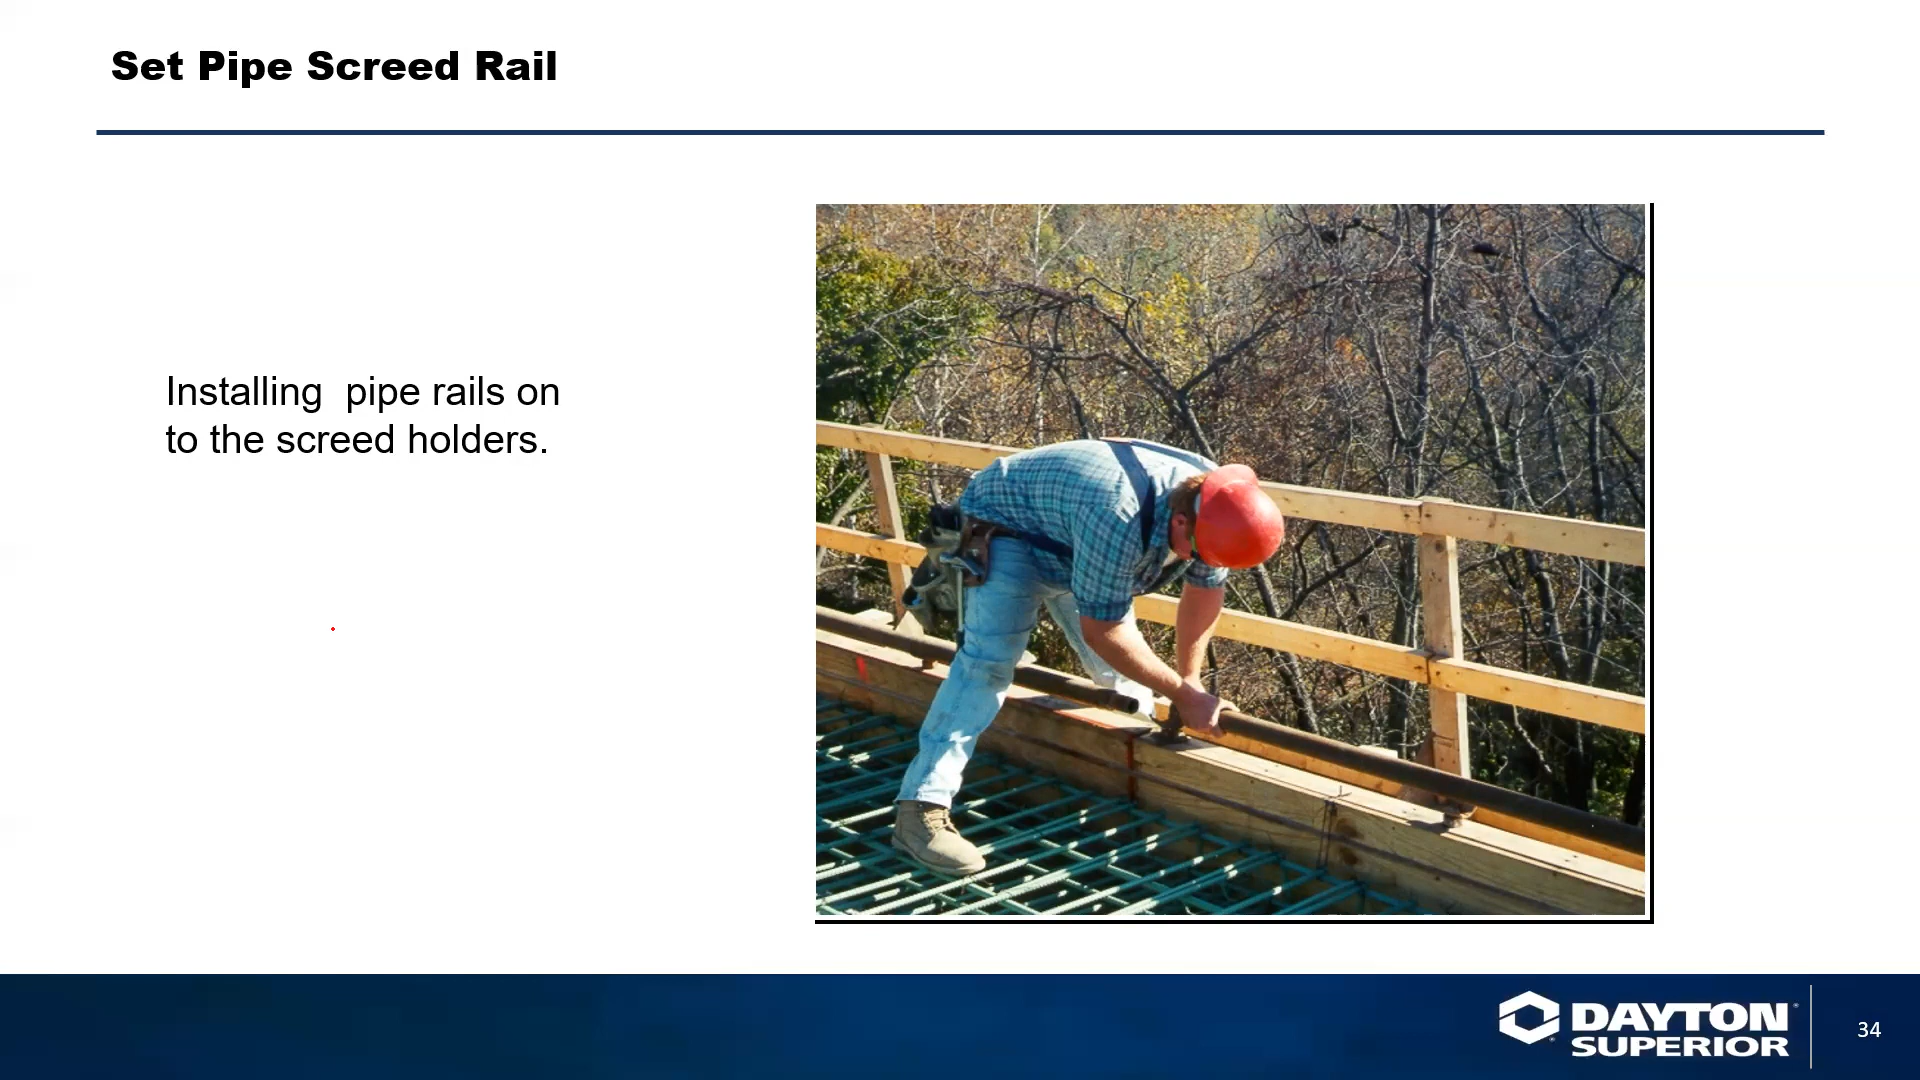 Set Pipe Screed Rail
Installing  pipe rails on
to the screed holders.
DAYTON
SUPERIOR
34